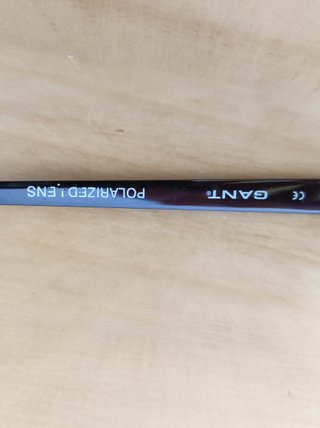 CE GANT® POLARIZED LENS